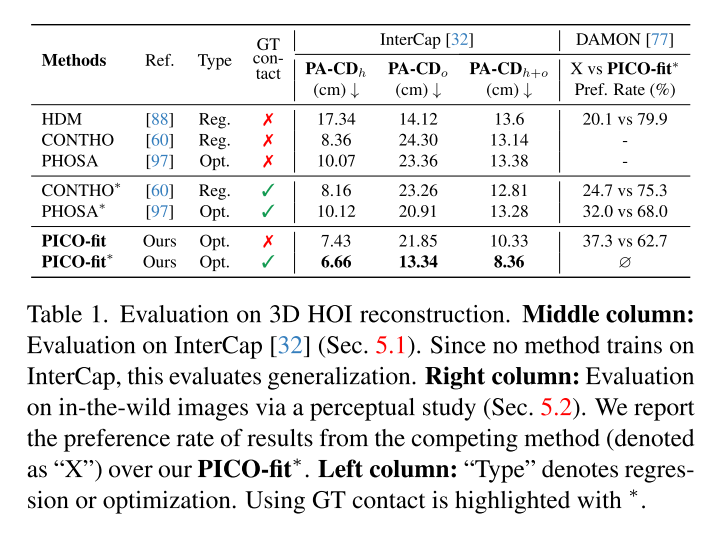 Methods Ref. Type GT con- tact InterCap [32] DAMON [77]
PA-CDh (cm) ↓ PA-CDo (cm) ↓ PA-CDh+o (cm) ↓ X vs PICO-fit* Pref. Rate (%)
HDM [88] Reg. ✗ 17.34 14.12 13.6 20.1 vs 79.9
CONTHO [60] Reg. ✗ 8.36 24.30 13.14 -
PHOSA [97] Opt. ✗ 10.07 23.36 13.38 -
CONTHO* [60] Reg. ✓ 8.16 23.26 12.81 24.7 vs 75.3
PHOSA* [97] Opt. ✓ 10.12 20.91 13.28 32.0 vs 68.0
PICO-fit Ours Opt. ✗ 7.43 21.85 10.33 37.3 vs 62.7
PICO-fit* Ours Opt. ✓ 6.66 13.34 8.36 ∅
Table 1. Evaluation on 3D HOI reconstruction. Middle column:
Evaluation on InterCap [32] (Sec. 5.1). Since no method trains on
InterCap, this evaluates generalization. Right column: Evaluation
on in-the-wild images via a perceptual study (Sec. 5.2). We report
the preference rate of results from the competing method (denoted
as “X”) over our PICO-fit*. Left column: “Type” denotes regres-
sion or optimization. Using GT contact is highlighted with *.